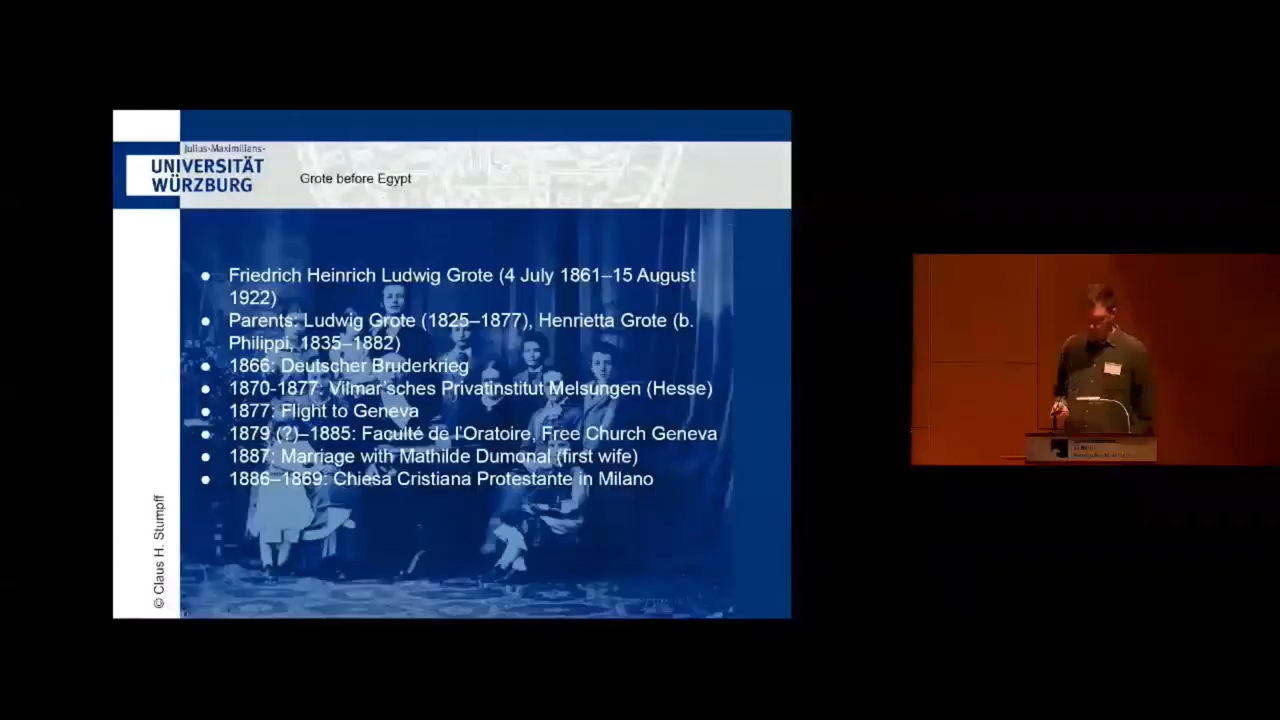 Julius-Maximilians-
UNIVERSITÄT
WÜRZBURG
Grote before Egypt
● Friedrich Heinrich Ludwig Grote (4 July 1861–15 August
1922)
● Parents: Ludwig Grote (1825–1877), Henrietta Grote (b.
Philippi, 1835–1882)
● 1866: Deutscher Bruderkrieg
● 1870-1877: Vilmar'sches Privatinstitut Melsungen (Hesse)
● 1877: Flight to Geneva
● 1879 (?)–1885: Faculté de l'Oratoire, Free Church Geneva
● 1887: Marriage with Mathilde Dumonal (first wife)
● 1886–1869: Chiesa Cristiana Protestante in Milano
© Claus H. Stumpff